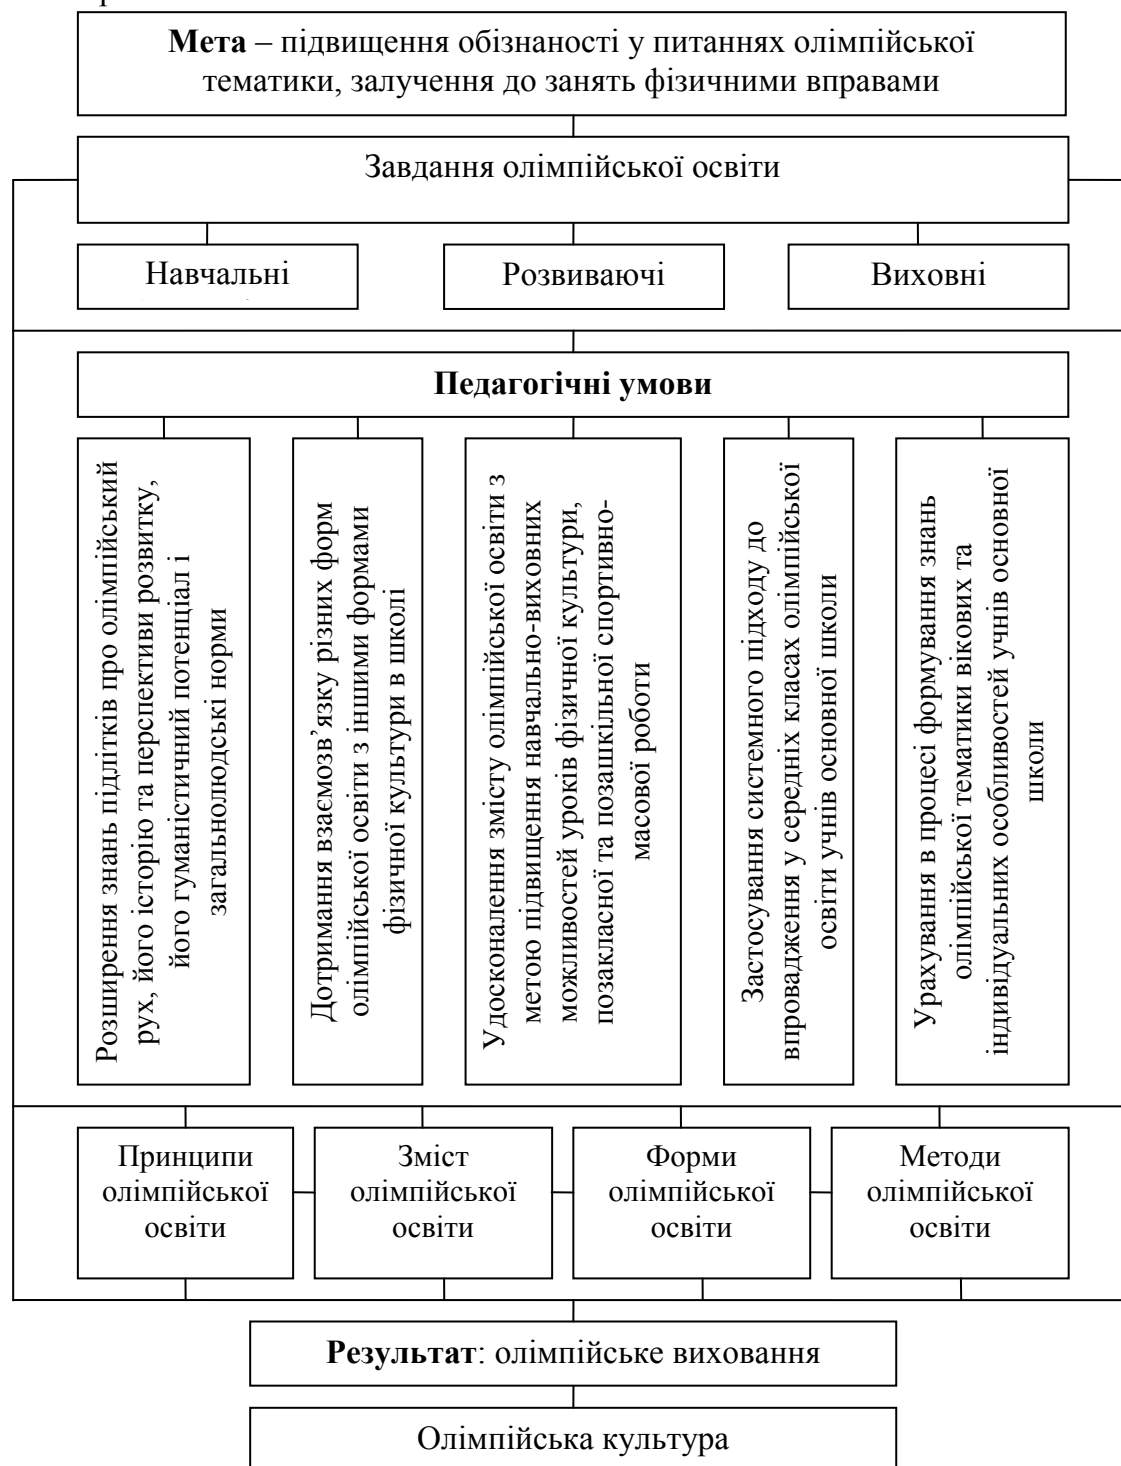 Мета – підвищення обізнаності у питаннях олімпійської
тематики, залучення до занять фізичними вправами
Завдання олімпійської освіти
Навчальні
Розвиваючі
Виховні
Педагогічні умови
Розширення знань підлітків про олімпійський
рух, його історію та перспективи розвитку,
його гуманістичний потенціал і
загальнолюдські норми
Дотримання взаємозв’язку різних форм
олімпійської освіти з іншими формами
фізичної культури в школі
Удосконалення змісту олімпійської освіти з
метою підвищення навчально-виховних
можливостей уроків фізичної культури,
позакласної та позашкільної спортивно-
масової роботи
Застосування системного підходу до
впровадження у середніх класах олімпійської
освіти учнів основної школи
Урахування в процесі формування знань
олімпійської тематики вікових та
індивідуальних особливостей учнів основної
школи
Принципи
олімпійської
освіти
Зміст
олімпійської
освіти
Форми
олімпійської
освіти
Методи
олімпійської
освіти
Результат: олімпійське виховання
Олімпійська культура